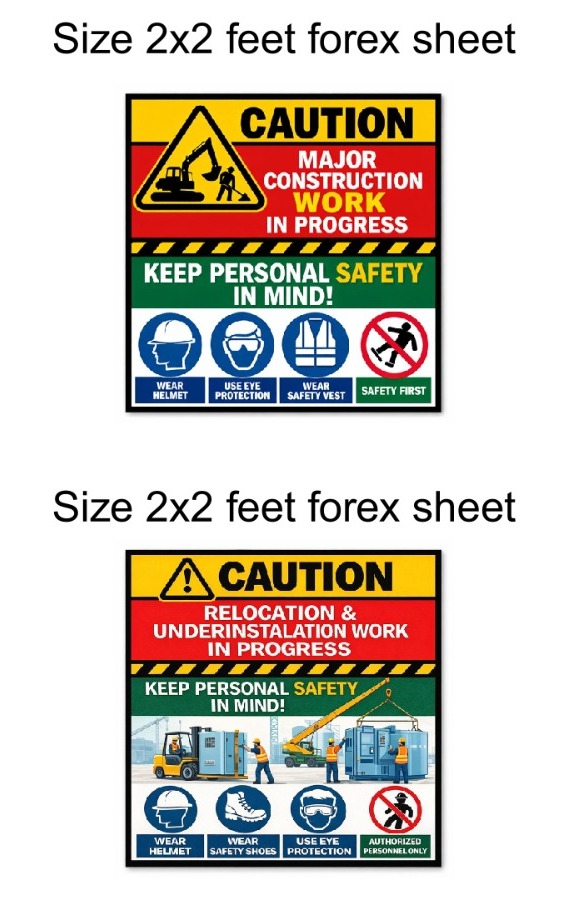 Size 2x2 feet forex sheet
CAUTION
MAJOR
CONSTRUCTION
WORK
IN PROGRESS
KEEP PERSONAL SAFETY
IN MIND!
WEAR
HELMET
USE EYE
PROTECTION
WEAR
SAFETY VEST
SAFETY FIRST
Size 2x2 feet forex sheet
CAUTION
RELOCATION &
UNDERINSTALATION WORK
IN PROGRESS
KEEP PERSONAL SAFETY
IN MIND!
WEAR
HELMET
WEAR
SAFETY SHOES
USE EYE
PROTECTION
AUTHORIZED
PERSONNEL ONLY